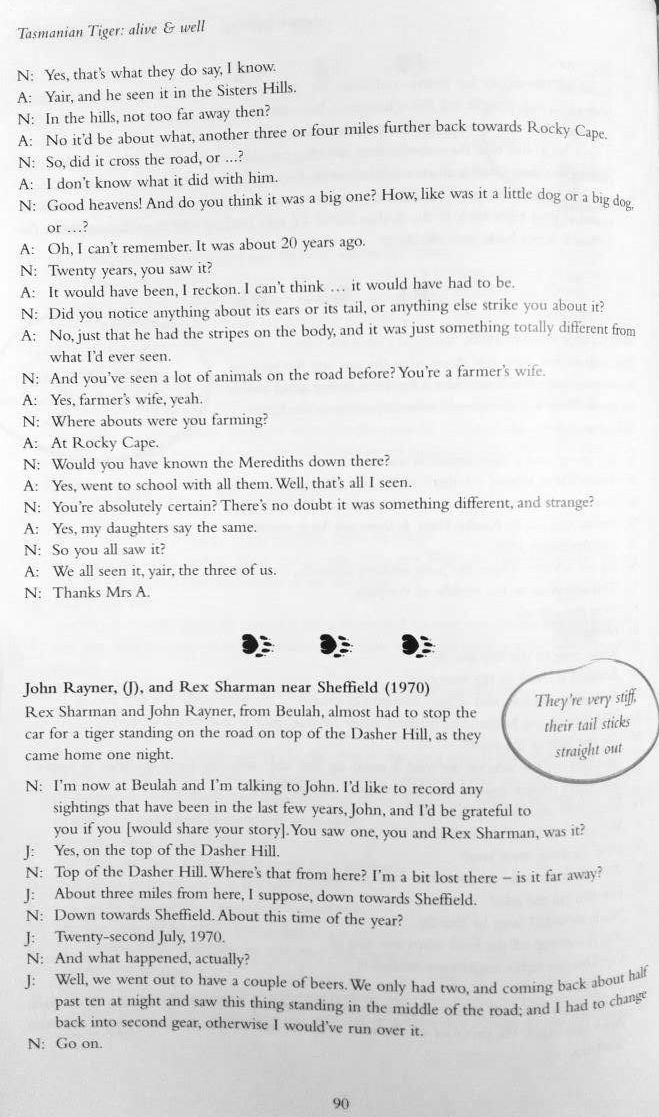 Tasmanian Tiger: alive & well
N: Yes, that's what they do say, I know.
A: Yair, and he seen it in the Sisters Hills.
N: In the hills, not too far away then?
A: No it'd be about what, another three or four miles further back towards Rocky Cape.
N: So, did it cross the road, or ...?
A: I don't know what it did with him.
N: Good heavens! And do you think it was a big one? How, like was it a little dog or a big dog,
or ...?
A: Oh, I can't remember. It was about 20 years ago.
N: Twenty years, you saw it?
A: It would have been, I reckon. I can't think ... it would have had to be.
N: Did you notice anything about its ears or its tail, or anything else strike you about it?
A: No, just that he had the stripes on the body, and it was just something totally different from
what I'd ever seen.
N: And you've seen a lot of animals on the road before? You're a farmer's wife.
A: Yes, farmer's wife, yeah.
N: Where abouts were you farming?
A: At Rocky Cape.
N: Would you have known the Merediths down there?
A: Yes, went to school with all them. Well, that's all I seen.
N: You're absolutely certain? There's no doubt it was something different, and strange?
A: Yes, my daughters say the same.
N: So you all saw it?
A: We all seen it, yair, the three of us.
N: Thanks Mrs A.
John Rayner, (J), and Rex Sharman near Sheffield (1970)
Rex Sharman and John Rayner, from Beulah, almost had to stop the
car for a tiger standing on the road on top of the Dasher Hill, as they
came home one night.
They're very stiff,
their tail sticks
straight out
N: I'm now at Beulah and I'm talking to John. I'd like to record any
sightings that have been in the last few years, John, and I'd be grateful to
you if you [would share your story]. You saw one, you and Rex Sharman, was it?
J: Yes, on the top of the Dasher Hill.
N: Top of the Dasher Hill. Where's that from here? I'm a bit lost there – is it far away?
J: About three miles from here, I suppose, down towards Sheffield.
N: Down towards Sheffield. About this time of the year?
J: Twenty-second July, 1970.
N: And what happened, actually?
J: Well, we went out to have a couple of beers. We only had two, and coming back about half
past ten at night and saw this thing standing in the middle of the road; and I had to change
back into second gear, otherwise I would've run over it.
N: Go on.
90